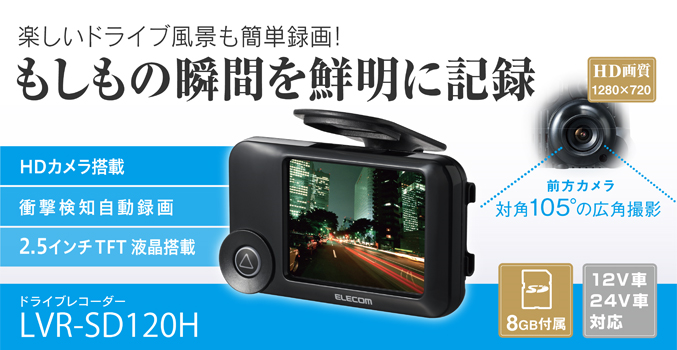 楽しいドライブ風景も簡単録画!
もしもの瞬間を鮮明に記録
HD画質
1280×720
HDカメラ搭載
衝撃検知自動録画
2.5インチTFT 液晶搭載
前方カメラ
対角105°の広角撮影
ELECOM
ドライブレコーダー
LVR-SD120H
SD
8GB付属
12V車
24V車
対応